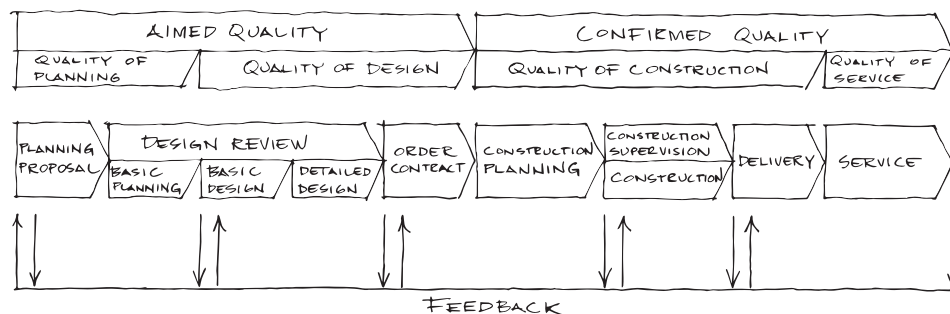 AIMED QUALITY
CONFIRMED QUALITY
QUALITY OF
PLANNING
QUALITY OF DESIGN
QUALITY OF CONSTRUCTION
QUALITY OF
SERVICE
PLANNING
PROPOSAL
DESIGN REVIEW
BASIC
PLANNING
BASIC
DESIGN
DETAILED
DESIGN
ORDER
CONTRACT
CONSTRUCTION
PLANNING
CONSTRUCTION
SUPERVISION
CONSTRUCTION
DELIVERY
SERVICE
FEEDBACK